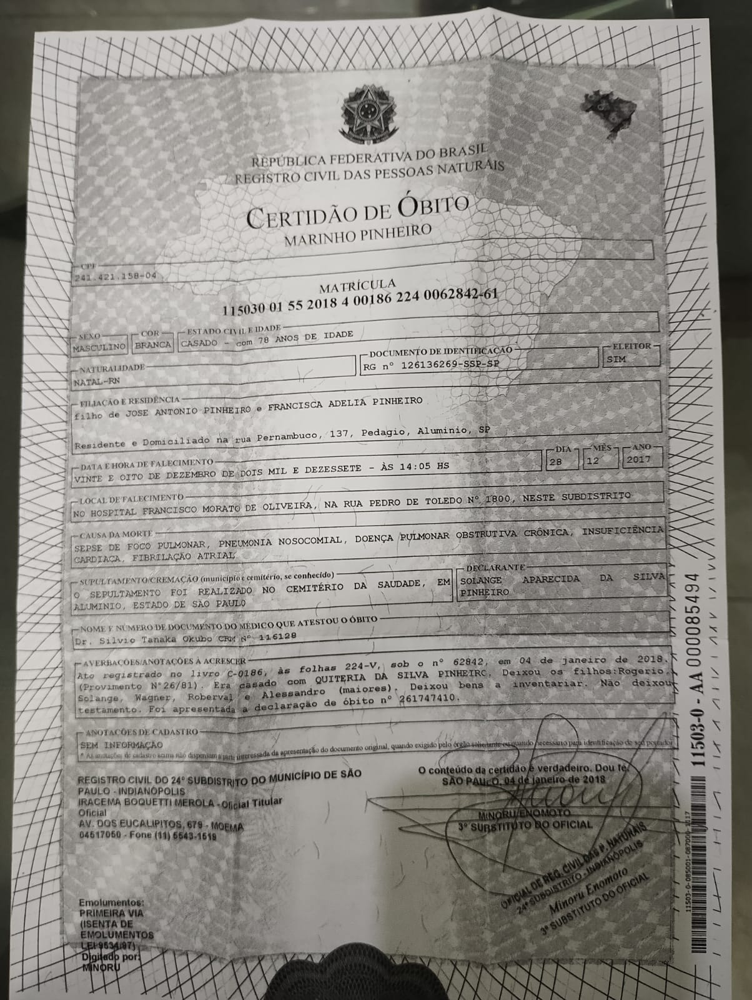 REPÚBLICA FEDERATIVA DO BRASIL
REGISTRO CIVIL DAS PESSOAS NATURAIS
CERTIDÃO DE ÓBITO
MARINHO PINHEIRO
CPF
241.421.158-04
MATRÍCULA
115030 01 55 2018 4 00186 224 0062842-61
SEXO
MASCULINO
COR
BRANCA
ESTADO CIVIL E IDADE
CASADO - com 78 ANOS DE IDADE
NATURALIDADE
NATAL-RN
DOCUMENTO DE IDENTIFICAÇÃO
RG nº 126136269-SSP-SP
ELEITOR
SIM
FILIAÇÃO E RESIDÊNCIA
filho de JOSE ANTONIO PINHEIRO e FRANCISCA ADELIA PINHEIRO
Residente e Domiciliado na rua Pernambuco, 137, Pedagio, Aluminio, SP
DATA E HORA DE FALECIMENTO
VINTE E OITO DE DEZEMBRO DE DOIS MIL E DEZESSETE - ÀS 14:05 HS
DIA
28
MÊS
12
ANO
2017
LOCAL DE FALECIMENTO
NO HOSPITAL FRANCISCO MORATO DE OLIVEIRA, NA RUA PEDRO DE TOLEDO Nº 1800, NESTE SUBDISTRITO
CAUSA DA MORTE
SEPSE DE FOCO PULMONAR, PNEUMONIA NOSOCOMIAL, DOENÇA PULMONAR OBSTRUTIVA CRÔNICA, INSUFICIÊNCIA
CARDIACA, FIBRILAÇÃO ATRIAL
SUPULTAMENTO/CREMAÇÃO (município e cemitério, se conhecido)
O SEPULTAMENTO FOI REALIZADO NO CEMITÉRIO DA SAUDADE, EM
ALUMINIO, ESTADO DE SÃO PAULO
DECLARANTE
SOLANGE APARECIDA DA SILVA
PINHEIRO
NOME E NÚMERO DE DOCUMENTO DO MÉDICO QUE ATESTOU O ÓBITO
Dr. Silvio Tanaka Okubo CRM Nº 116128
AVERBAÇÕES/ANOTAÇÕES À ACRESCER
Ato registrado no livro C-0186, às folhas 224-V, sob o nº 62842, em 04 de janeiro de 2018.
(Provimento N°26/81). Era casado com QUITERIA DA SILVA PINHEIRO. Deixou os filhos:Rogerio,
Solange, Wagner, Roberval e Alessandro (maiores). Deixou bens a inventariar. Não deixou
testamento. Foi apresentada a declaração de óbito nº 261747410.
ANOTAÇÕES DE CADASTRO
SEM INFORMAÇÃO
* As anotações de cadastro acima não dispensam a parte interessada da apresentação do documento original, quando exigido pelo órgão solicitante ou quando necessário para identificação de seu portador
REGISTRO CIVIL DO 24º SUBDISTRITO DO MUNICÍPIO DE SÃO
PAULO - INDIANÓPOLIS
IRACEMA BOQUETTI MEROLA - Oficial Titular
Oficial
AV. DOS EUCALIPITOS, 679 - MOEMA
04517050 - Fone (11) 5543-1519
O conteúdo da certidão é verdadeiro. Dou fé.
SÃO PAULO, 04 de janeiro de 2018
MINORU ENOMOTO
3º SUBSTITUTO DO OFICIAL
OFICIAL DE REG. CIVIL DAS P. NATURAIS
24º SUBDISTRITO - INDIANÓPOLIS
Minoru Enomoto
3º SUBSTITUTO DO OFICIAL
Emolumentos:
PRIMEIRA VIA
(ISENTA DE
EMOLUMENTOS
LEI 9534/97)
Digitado por:
MINORU
11503-0 - AA 000085494